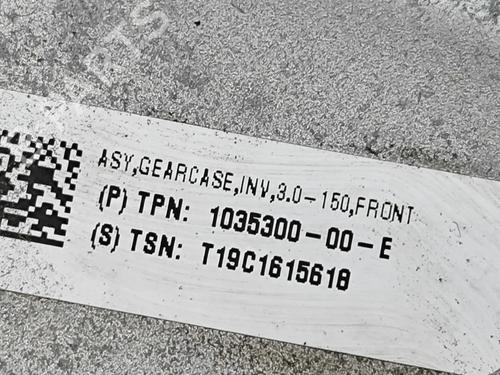 ASY,GEARCASE,INV,3.0-150,FRONT
(P) TPN: 1035300-00-E
(S) TSN: T19C1615618